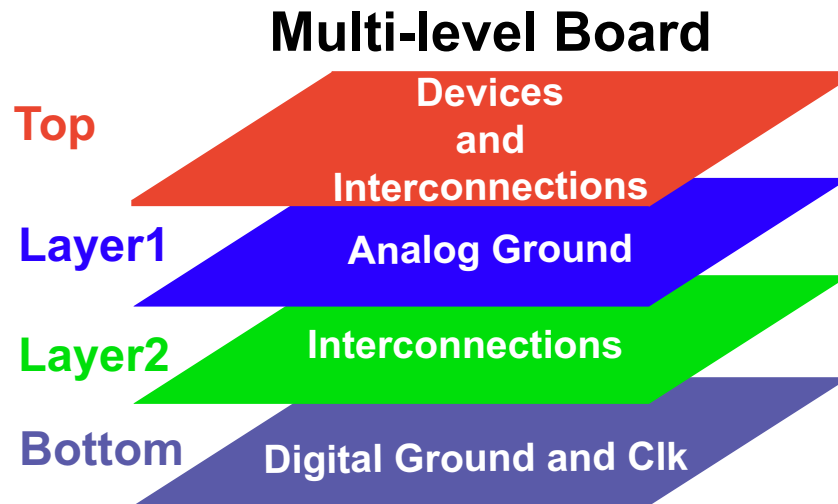 Multi-level Board
Top
Devices
and
Interconnections
Layer1
Analog Ground
Layer2
Interconnections
Bottom
Digital Ground and Clk